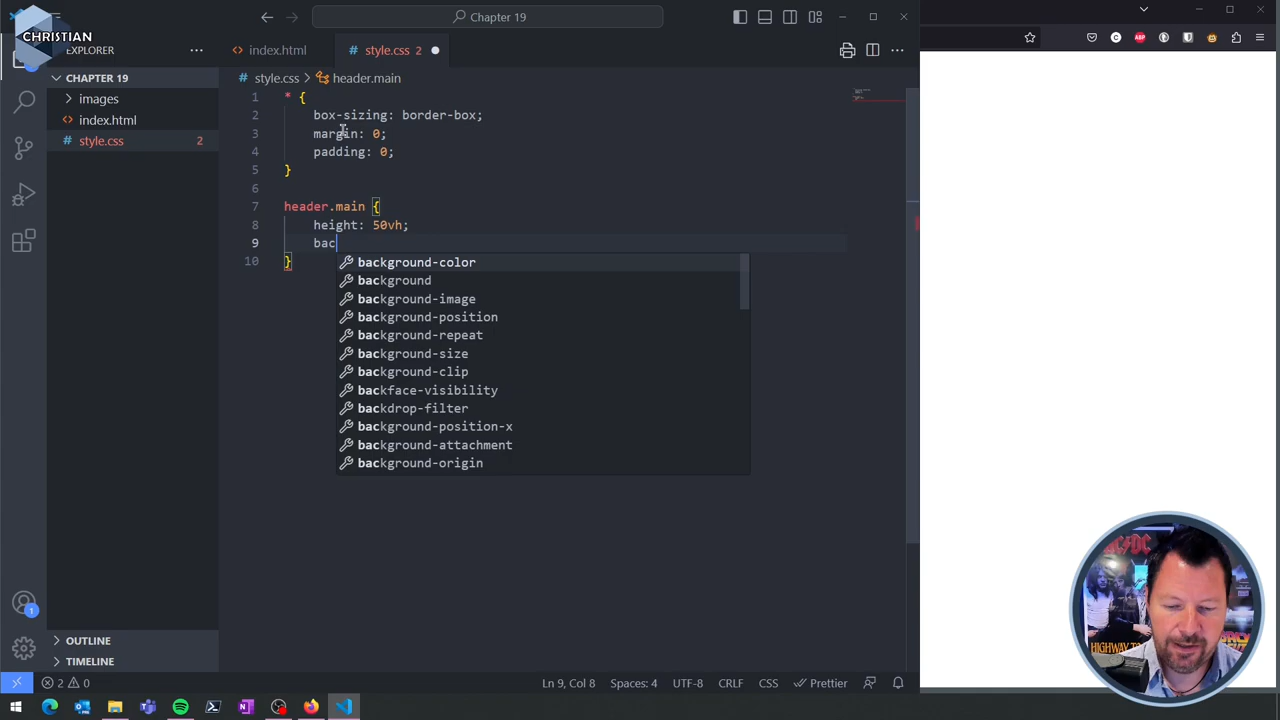 CHRISTIAN
Chapter 19
EXPLORER
index.html
style.css 2
CHAPTER 19
images
index.html
style.css 2
style.css > header.main
1 * {
2 box-sizing: border-box;
3 margin: 0;
4 padding: 0;
5 }
6
7 header.main {
8 height: 50vh;
9 bac
10 }
background-color
background
background-image
background-position
background-repeat
background-size
background-clip
backface-visibility
backdrop-filter
background-position-x
background-attachment
background-origin
OUTLINE
TIMELINE
1
2 0
Ln 9, Col 8
Spaces: 4
UTF-8
CRLF
CSS
Prettier
ABP
AC/DC